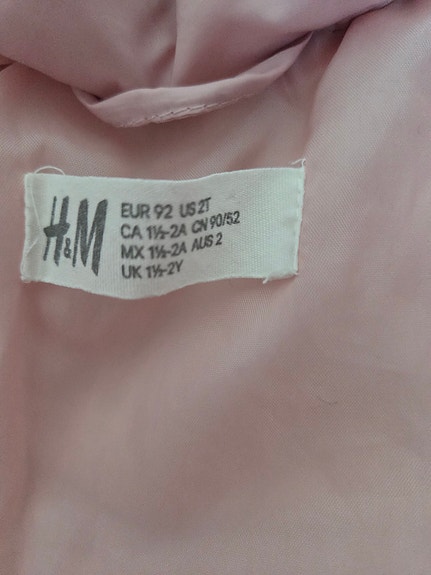 H&M
EUR 92 US 2T
CA 1½-2A CN 90/52
MX 1½-2A AUS 2
UK 1½-2Y